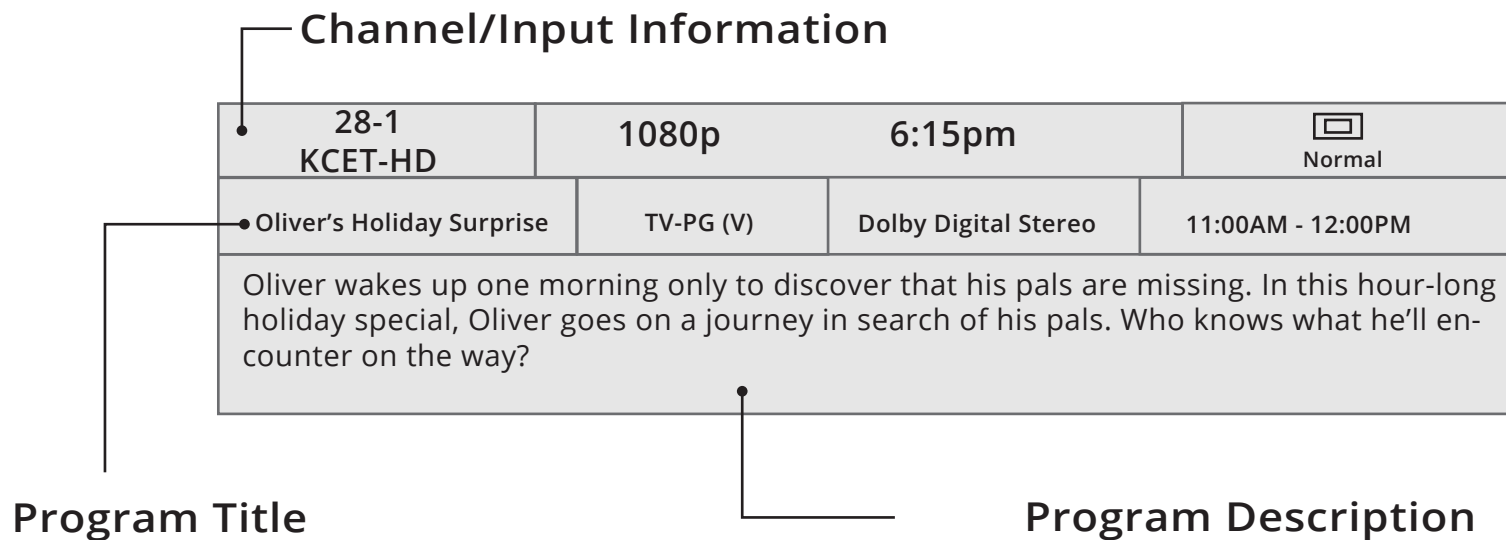 Channel/Input Information
28-1
KCET-HD
1080p
6:15pm
Normal
Oliver’s Holiday Surprise
TV-PG (V)
Dolby Digital Stereo
11:00AM - 12:00PM
Oliver wakes up one morning only to discover that his pals are missing. In this hour-long
holiday special, Oliver goes on a journey in search of his pals. Who knows what he’ll en-
counter on the way?
Program Title
Program Description